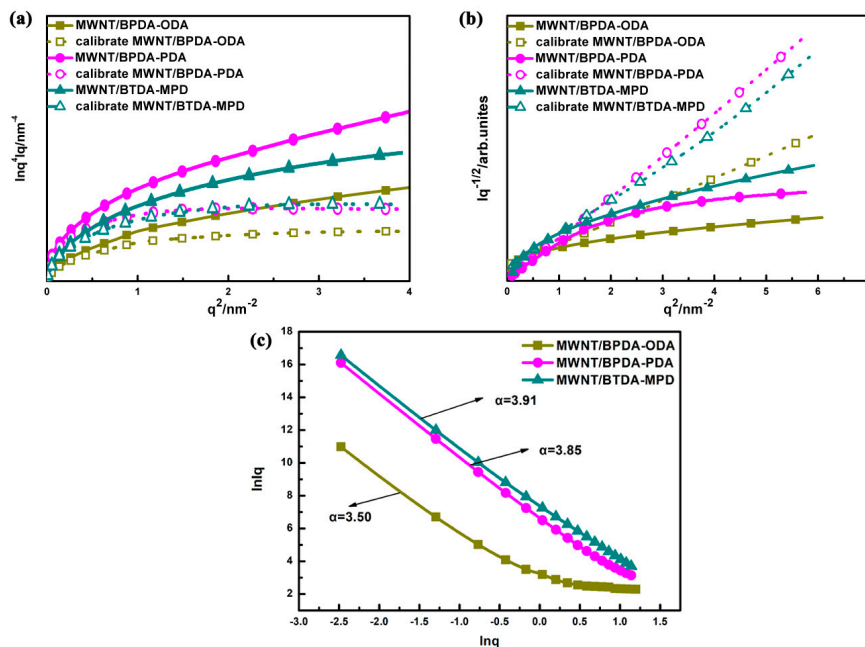 (a)
MWNT/BPDA-ODA
calibrate MWNT/BPDA-ODA
MWNT/BPDA-PDA
calibrate MWNT/BPDA-PDA
MWNT/BTDA-MPD
calibrate MWNT/BTDA-MPD
lnq⁴Iq/nm⁻⁴
0 1 2 3 4
q²/nm⁻²
(b)
MWNT/BPDA-ODA
calibrate MWNT/BPDA-ODA
MWNT/BPDA-PDA
calibrate MWNT/BPDA-PDA
MWNT/BTDA-MPD
calibrate MWNT/BTDA-MPD
Iq⁻¹/²/arb.unites
0 1 2 3 4 5 6
q²/nm⁻²
(c)
MWNT/BPDA-ODA
MWNT/BPDA-PDA
MWNT/BTDA-MPD
α=3.91
α=3.85
α=3.50
lnIq
18
16
14
12
10
8
6
4
2
-3.0 -2.5 -2.0 -1.5 -1.0 -0.5 0.0 0.5 1.0 1.5
lnq